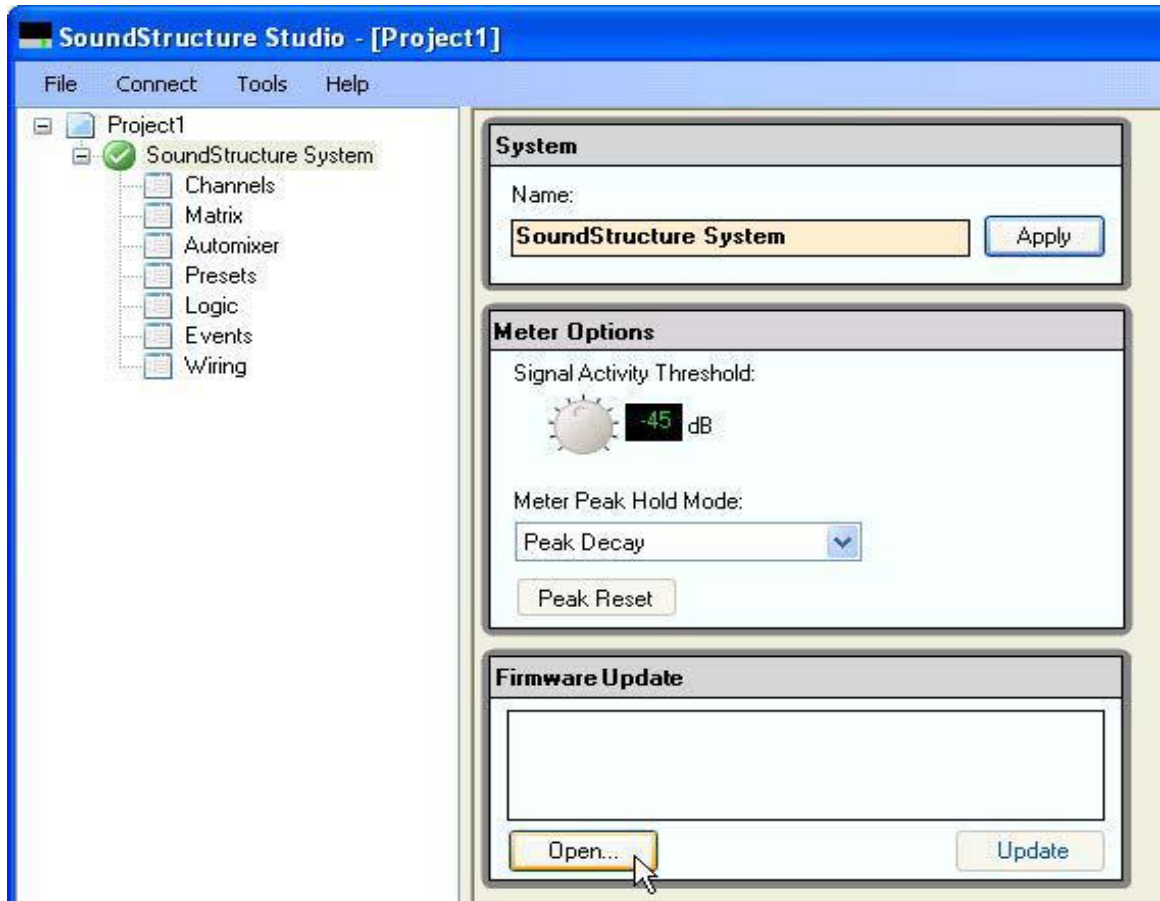 SoundStructure Studio - [Project1]
File Connect Tools Help
Project1
SoundStructure System
Channels
Matrix
Automixer
Presets
Logic
Events
Wiring
System
Name:
SoundStructure System Apply
Meter Options
Signal Activity Threshold:
-45 dB
Meter Peak Hold Mode:
Peak Decay
Peak Reset
Firmware Update
Open... Update